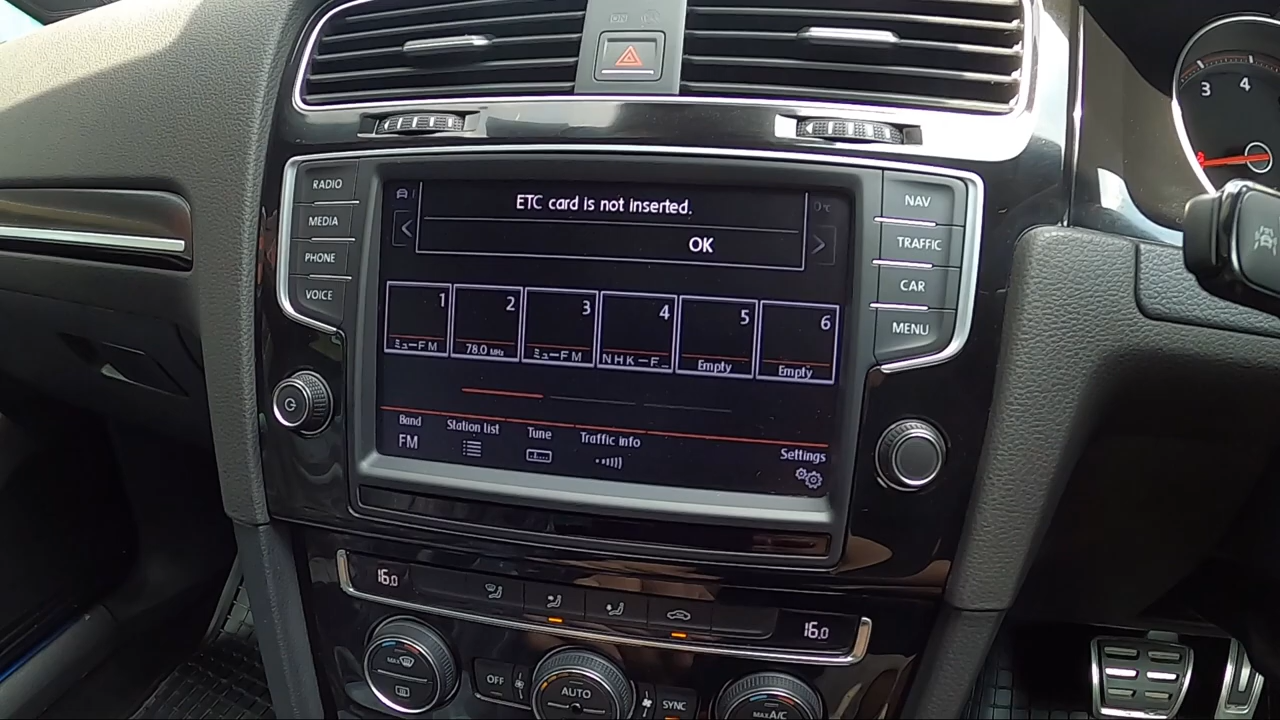 3
4
RADIO
MEDIA
PHONE
VOICE
NAV
TRAFFIC
CAR
MENU
ETC card is not inserted.
OK
1
2
3
4
5
6
ミューFM
78.0 MHz
ミューFM
NHK-F_
Empty
Empty
Band
FM
Station list
Tune
Traffic info
Settings
16.0
16.0
MAX
OFF
AUTO
SYNC
MAX A/C